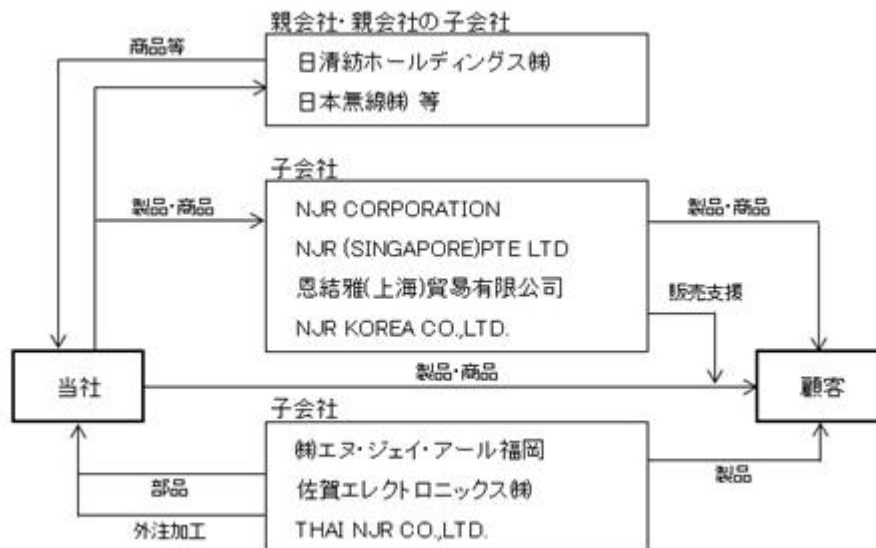 親会社・親会社の子会社
商品等
日清紡ホールディングス㈱
日本無線㈱ 等
子会社
製品・商品
NJR CORPORATION
NJR (SINGAPORE)PTE LTD
恩結雅(上海)貿易有限公司
NJR KOREA CO.,LTD.
製品・商品
販売支援
当社
製品・商品
顧客
子会社
㈱エヌ・ジェイ・アール福岡
佐賀エレクトロニックス㈱
THAI NJR CO.,LTD.
部品
外注加工
製品